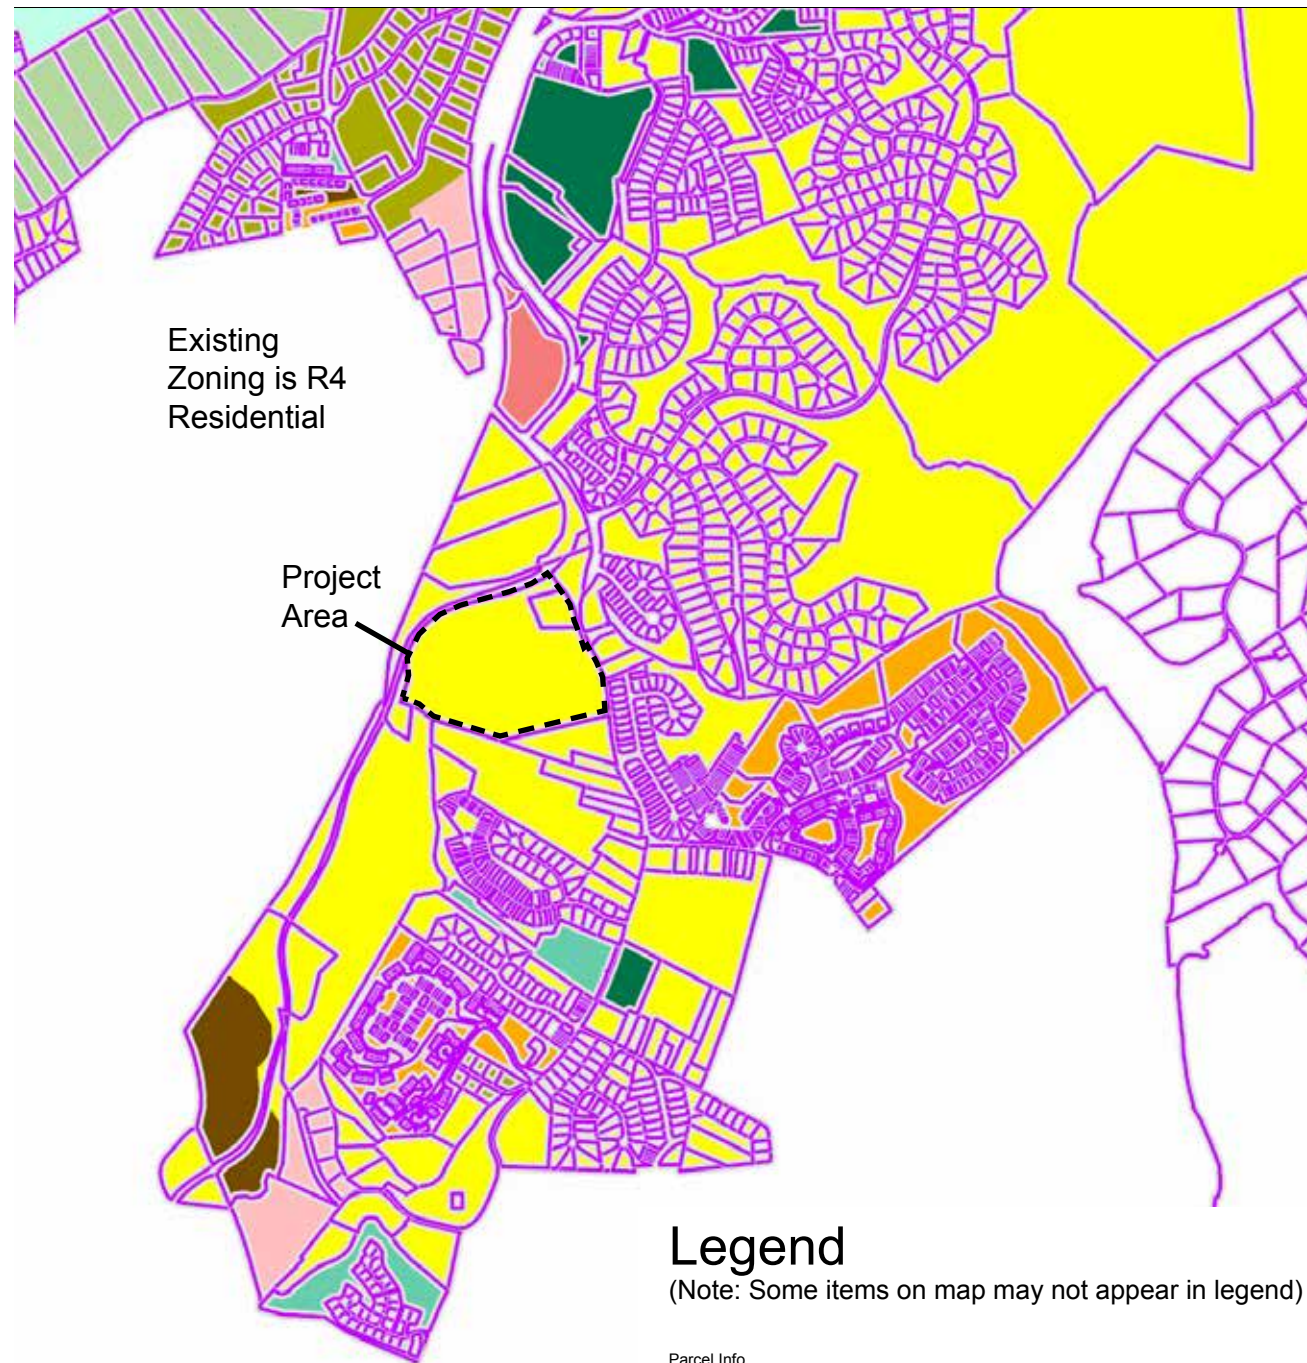 Existing
Zoning is R4
Residential
Project
Area
Legend
(Note: Some items on map may not appear in legend)
Parcel Info